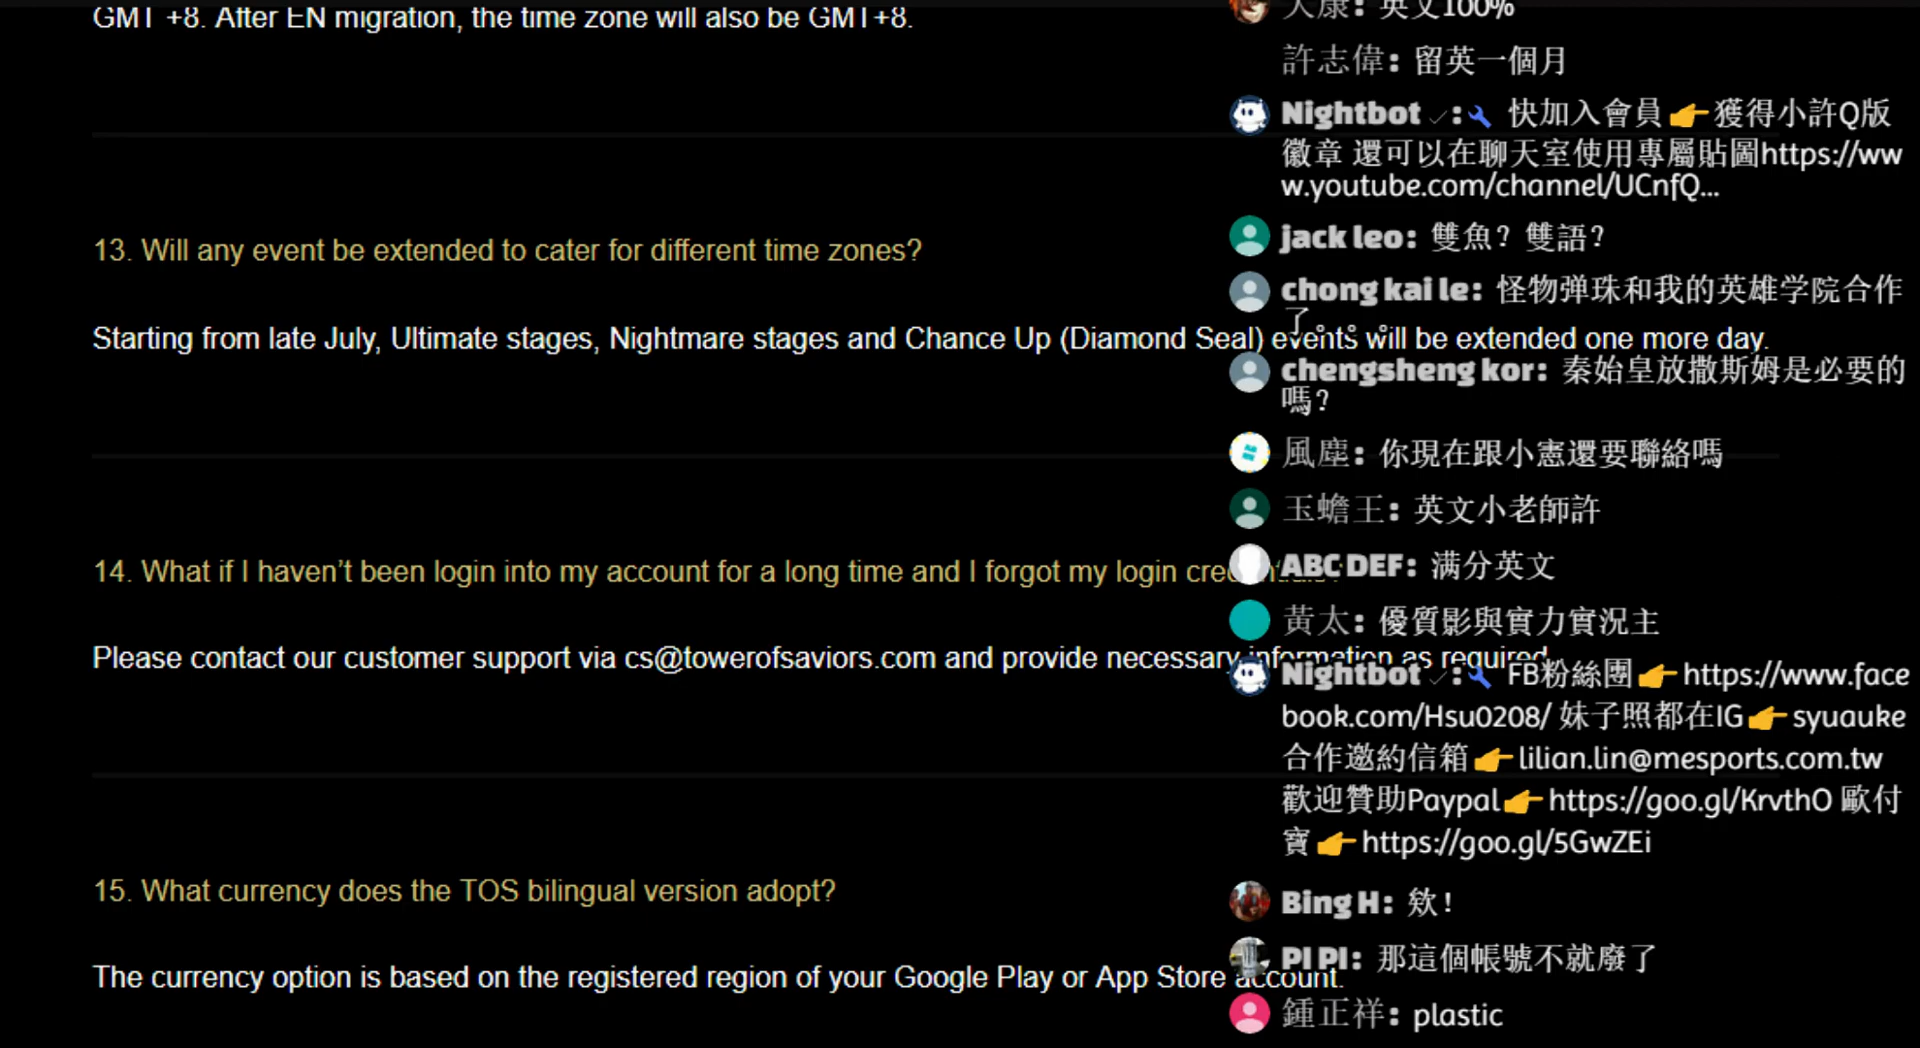 GMT +8. After EN migration, the time zone will also be GMT+8.
13. Will any event be extended to cater for different time zones?
Starting from late July, Ultimate stages, Nightmare stages and Chance Up (Diamond Seal) events will be extended one more day.
14. What if I haven't been login into my account for a long time and I forgot my login
Please contact our customer support via cs@towerofsaviors.com and provide necessary information as required.
15. What currency does the TOS bilingual version adopt?
The currency option is based on the registered region of your Google Play or App Store account.
大康: 英文100%
許志偉: 留英一個月
Nightbot ✓:🔧 快加入會員👉獲得小許Q版
徽章 還可以在聊天室使用專屬貼圖https://ww
w.youtube.com/channel/UCnfQ...
jack leo: 雙魚? 雙語?
chong kai le: 怪物弹珠和我的英雄学院合作
了。。。
chengsheng kor: 秦始皇放撒斯姆是必要的
嗎?
風塵: 你現在跟小憲還要聯絡嗎
玉蟾王: 英文小老師許
ABC DEF: 满分英文
黃太: 優質影與實力實況主
Nightbot ✓:🔧 FB粉絲團👉https://www.face
book.com/Hsu0208/ 妹子照都在IG👉syuauke
合作邀約信箱👉lilian.lin@mesports.com.tw
歡迎贊助Paypal👉https://goo.gl/KrvthO 歐付
寶👉https://goo.gl/5GwZEi
Bing H: 欸!
PI PI: 那這個帳號不就廢了
鍾正祥: plastic